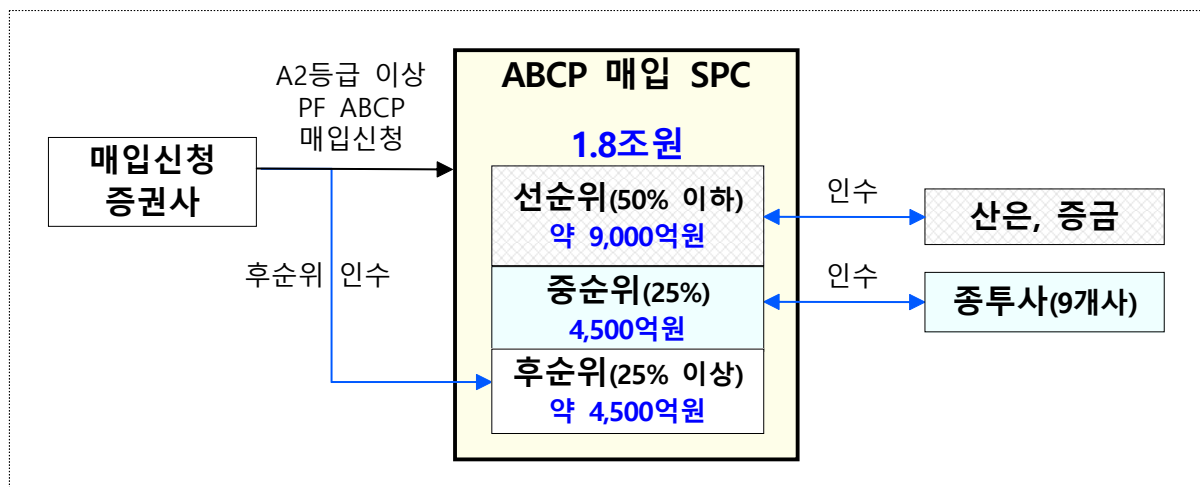 A2등급 이상
PF ABCP
매입신청
매입신청
증권사
후순위 인수
ABCP 매입 SPC
1.8조원
선순위(50% 이하)
약 9,000억원
중순위(25%)
4,500억원
후순위(25% 이상)
약 4,500억원
인수
산은, 증금
인수
종투사(9개사)